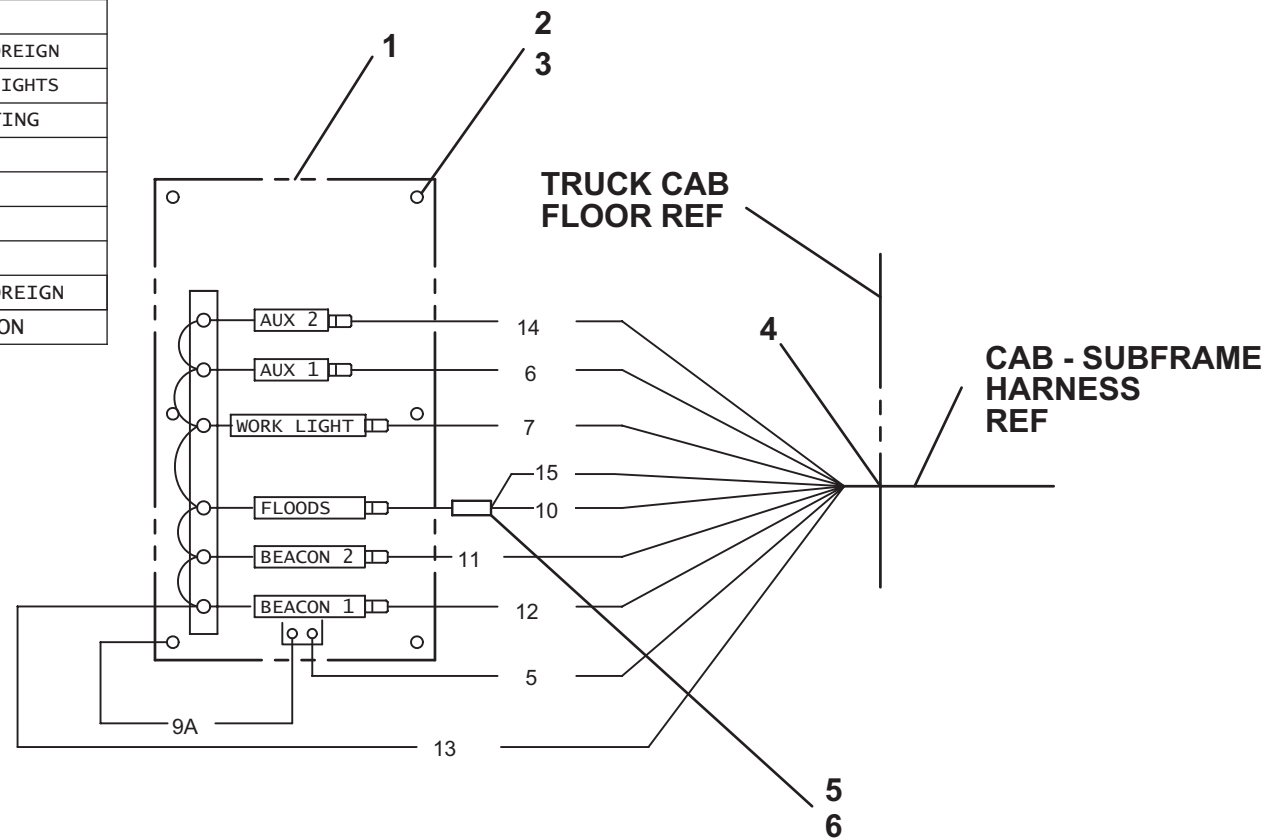 OREIGN
IGHTS
TING
OREIGN
ON
1
2
3
TRUCK CAB
FLOOR REF
4
CAB - SUBFRAME
HARNESS
REF
AUX 2
14
AUX 1
6
WORK LIGHT
7
15
FLOODS
10
BEACON 2
11
BEACON 1
12
5
9A
13
5
6